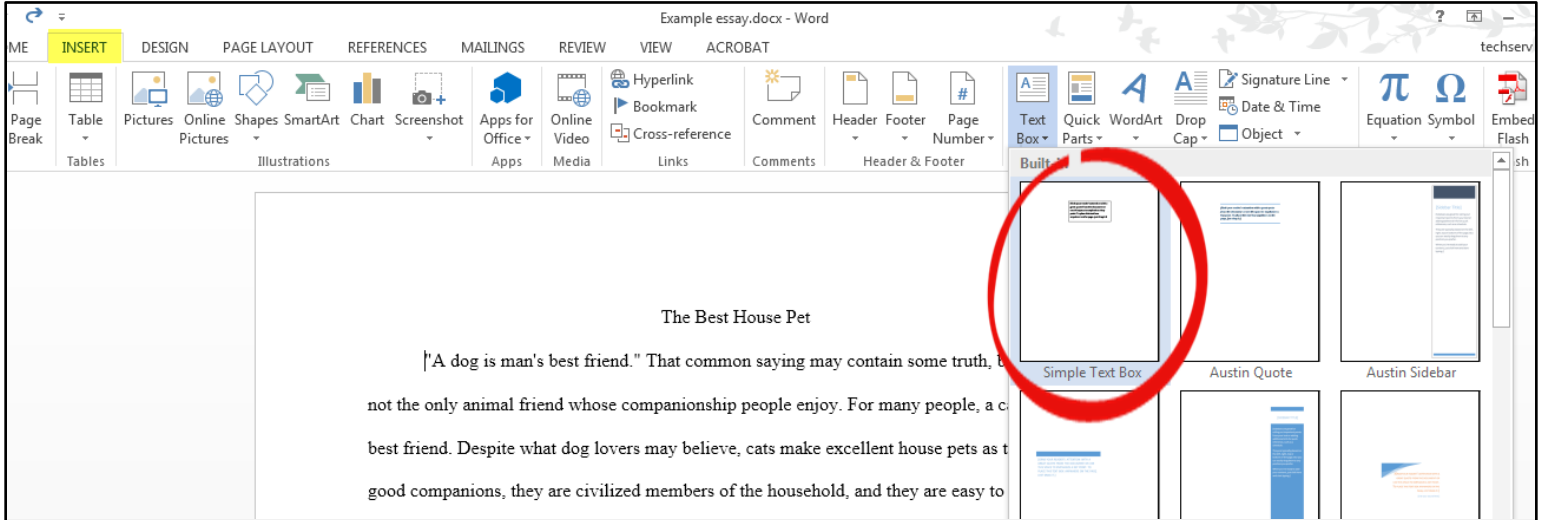 Example essay.docx - Word
?
ME INSERT DESIGN PAGE LAYOUT REFERENCES MAILINGS REVIEW VIEW ACROBAT techserv
Page Break
Table
Pictures
Online Pictures
Shapes
SmartArt
Chart
Screenshot
Apps for Office
Online Video
Hyperlink
Bookmark
Cross-reference
Comment
Header
Footer
# Page Number
A Text Box
Quick Parts
A WordArt
A Drop Cap
Signature Line
Date & Time
Object
π Equation
Ω Symbol
Embed Flash
Tables Illustrations Apps Media Links Comments Header & Footer sh
Simple Text Box Austin Quote Austin Sidebar
The Best House Pet
"A dog is man's best friend." That common saying may contain some truth, b
not the only animal friend whose companionship people enjoy. For many people, a c
best friend. Despite what dog lovers may believe, cats make excellent house pets as t
good companions, they are civilized members of the household, and they are easy to